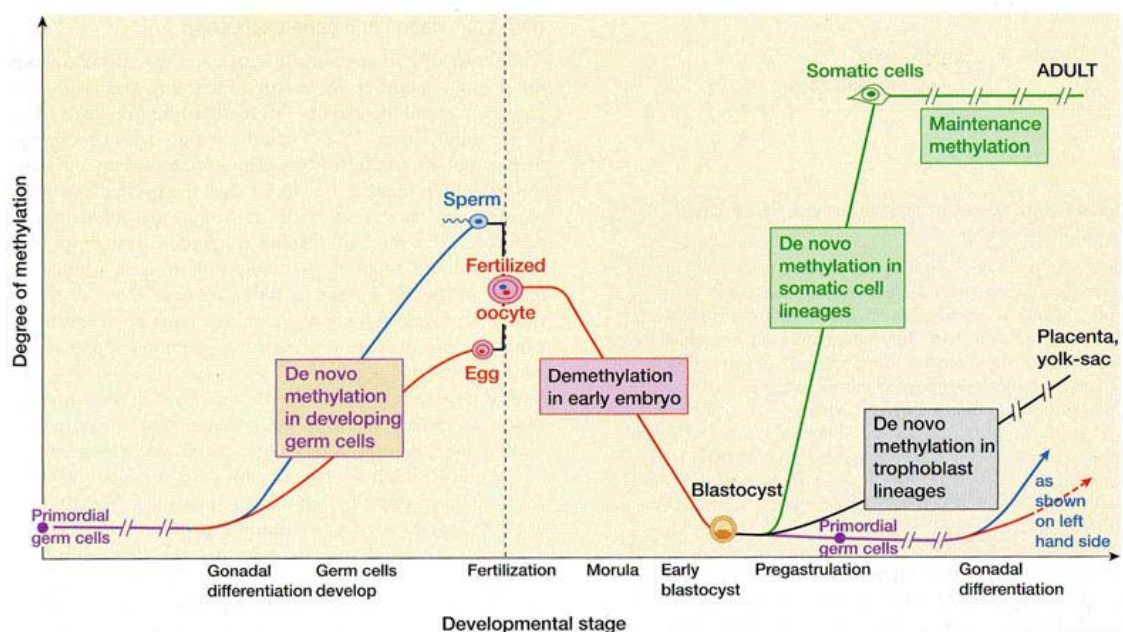 Degree of methylation
Somatic cells
ADULT
Maintenance
methylation
Sperm
Fertilized
oocyte
Egg
De novo
methylation in
somatic cell
lineages
De novo
methylation
in developing
germ cells
Demethylation
in early embryo
Placenta,
yolk-sac
De novo
methylation in
trophoblast
lineages
Blastocyst
Primordial
germ cells
Primordial
germ cells
as
shown
on left
hand side
Gonadal
differentiation
Germ cells
develop
Fertilization
Morula
Early
blastocyst
Pregastrulation
Gonadal
differentiation
Developmental stage